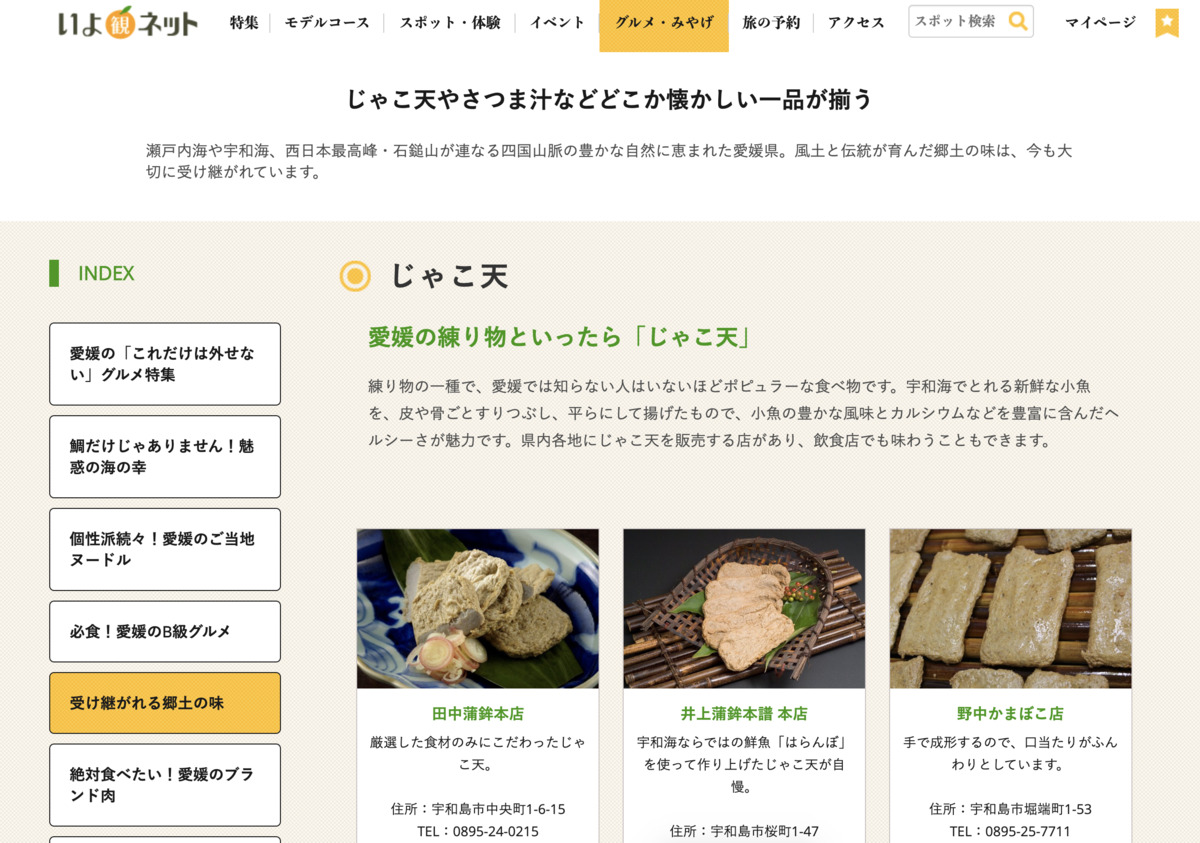 いよ観ネット
特集
モデルコース
スポット・体験
イベント
グルメ・みやげ
旅の予約
アクセス
スポット検索
マイページ
じゃこ天やさつま汁などどこか懐かしい一品が揃う
瀬戸内海や宇和海、西日本最高峰・石鎚山が連なる四国山脈の豊かな自然に恵まれた愛媛県。風土と伝統が育んだ郷土の味は、今も大
切に受け継がれています。
INDEX
愛媛の「これだけは外せな
い」グルメ特集
鯛だけじゃありません！魅
惑の海の幸
個性派続々！愛媛のご当地
ヌードル
必食！愛媛のB級グルメ
受け継がれる郷土の味
絶対食べたい！愛媛のブラ
ンド肉
じゃこ天
愛媛の練り物といったら「じゃこ天」
練り物の一種で、愛媛では知らない人はいないほどポピュラーな食べ物です。宇和海でとれる新鮮な小魚
を、皮や骨ごとすりつぶし、平らにして揚げたもので、小魚の豊かな風味とカルシウムなどを豊富に含んだヘ
ルシーさが魅力です。県内各地にじゃこ天を販売する店があり、飲食店でも味わうこともできます。
田中蒲鉾本店
厳選した食材のみにこだわったじゃ
こ天。
住所：宇和島市中央町1-6-15
TEL：0895-24-0215
井上蒲鉾本譜 本店
宇和海ならではの鮮魚「はらんぼ」
を使って作り上げたじゃこ天が自
慢。
住所：宇和島市桜町1-47
野中かまぼこ店
手で成形するので、口当たりがふん
わりとしています。
住所：宇和島市堀端町1-53
TEL：0895-25-7711